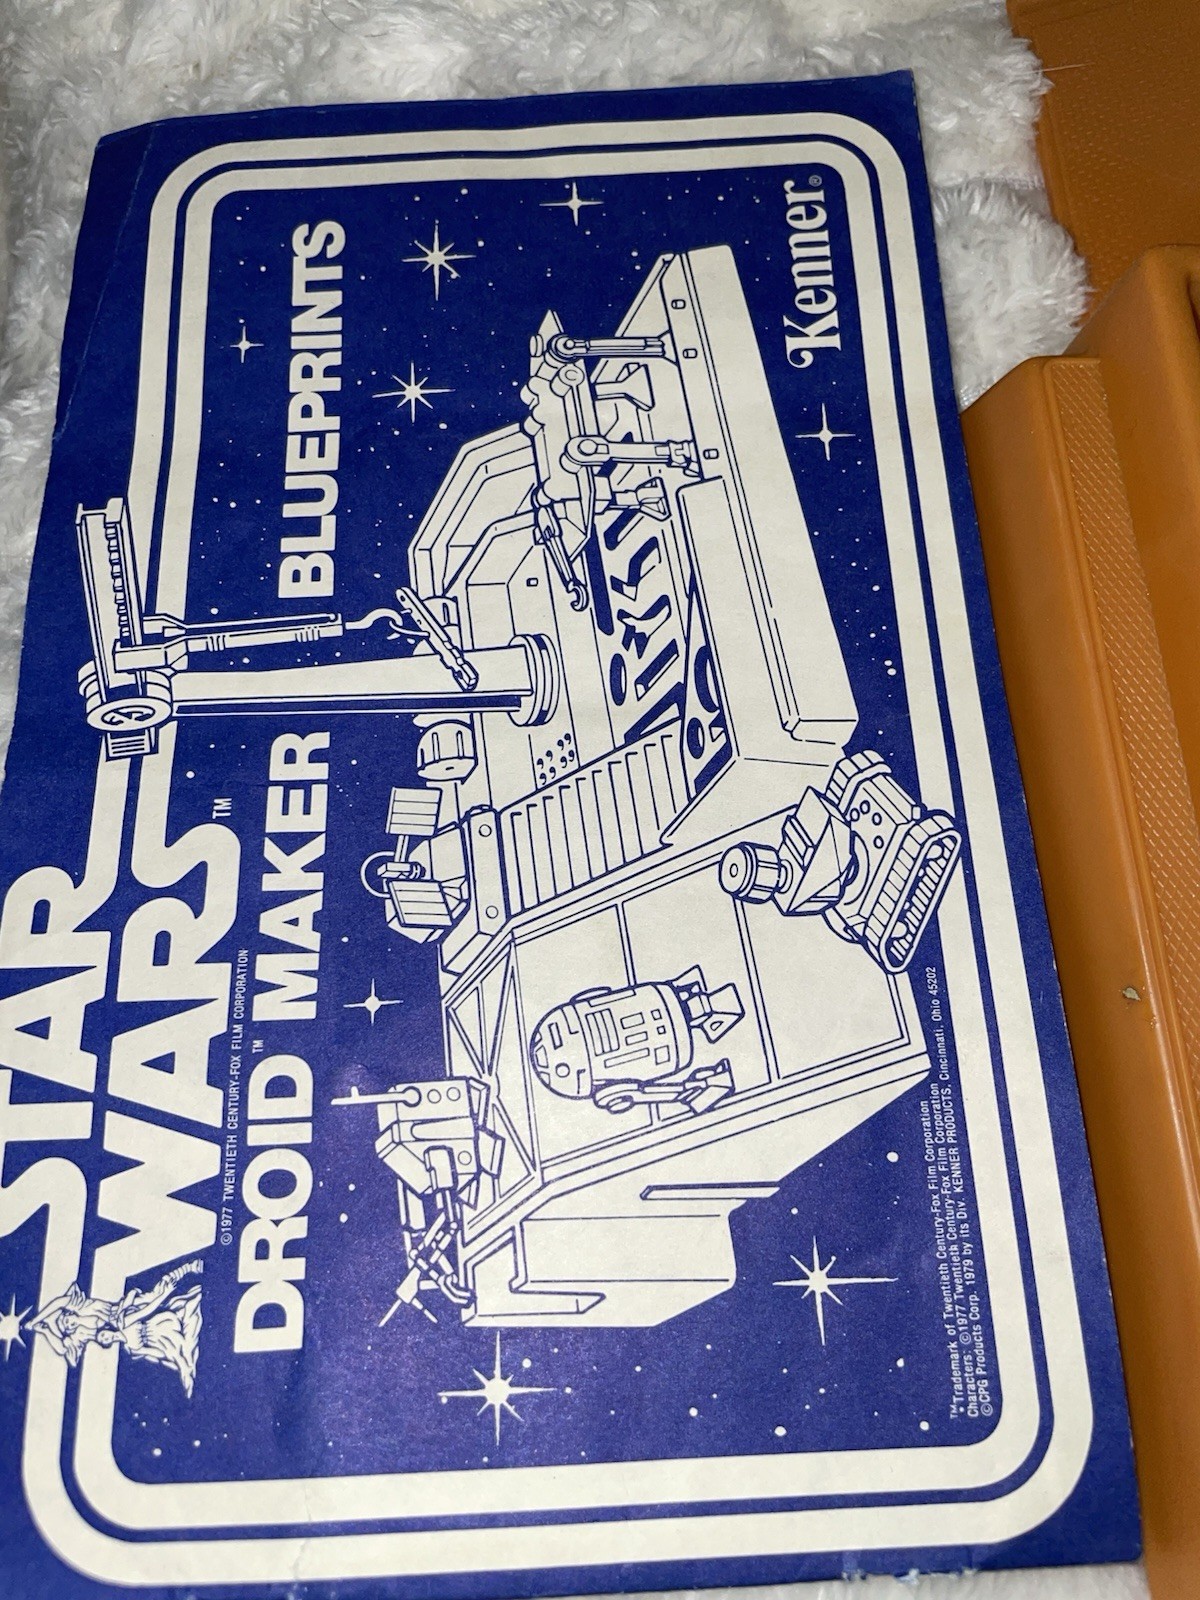 STAR
WARS™
©1977 TWENTIETH CENTURY-FOX FILM CORPORATION
DROID™ MAKER BLUEPRINTS
Kenner®
™Trademark of Twentieth Century-Fox Film Corporation
Characters: ©1977 Twentieth Century-Fox Film Corporation
©CPG Products Corp. 1979 by its Div. KENNER PRODUCTS, Cincinnati, Ohio 45202